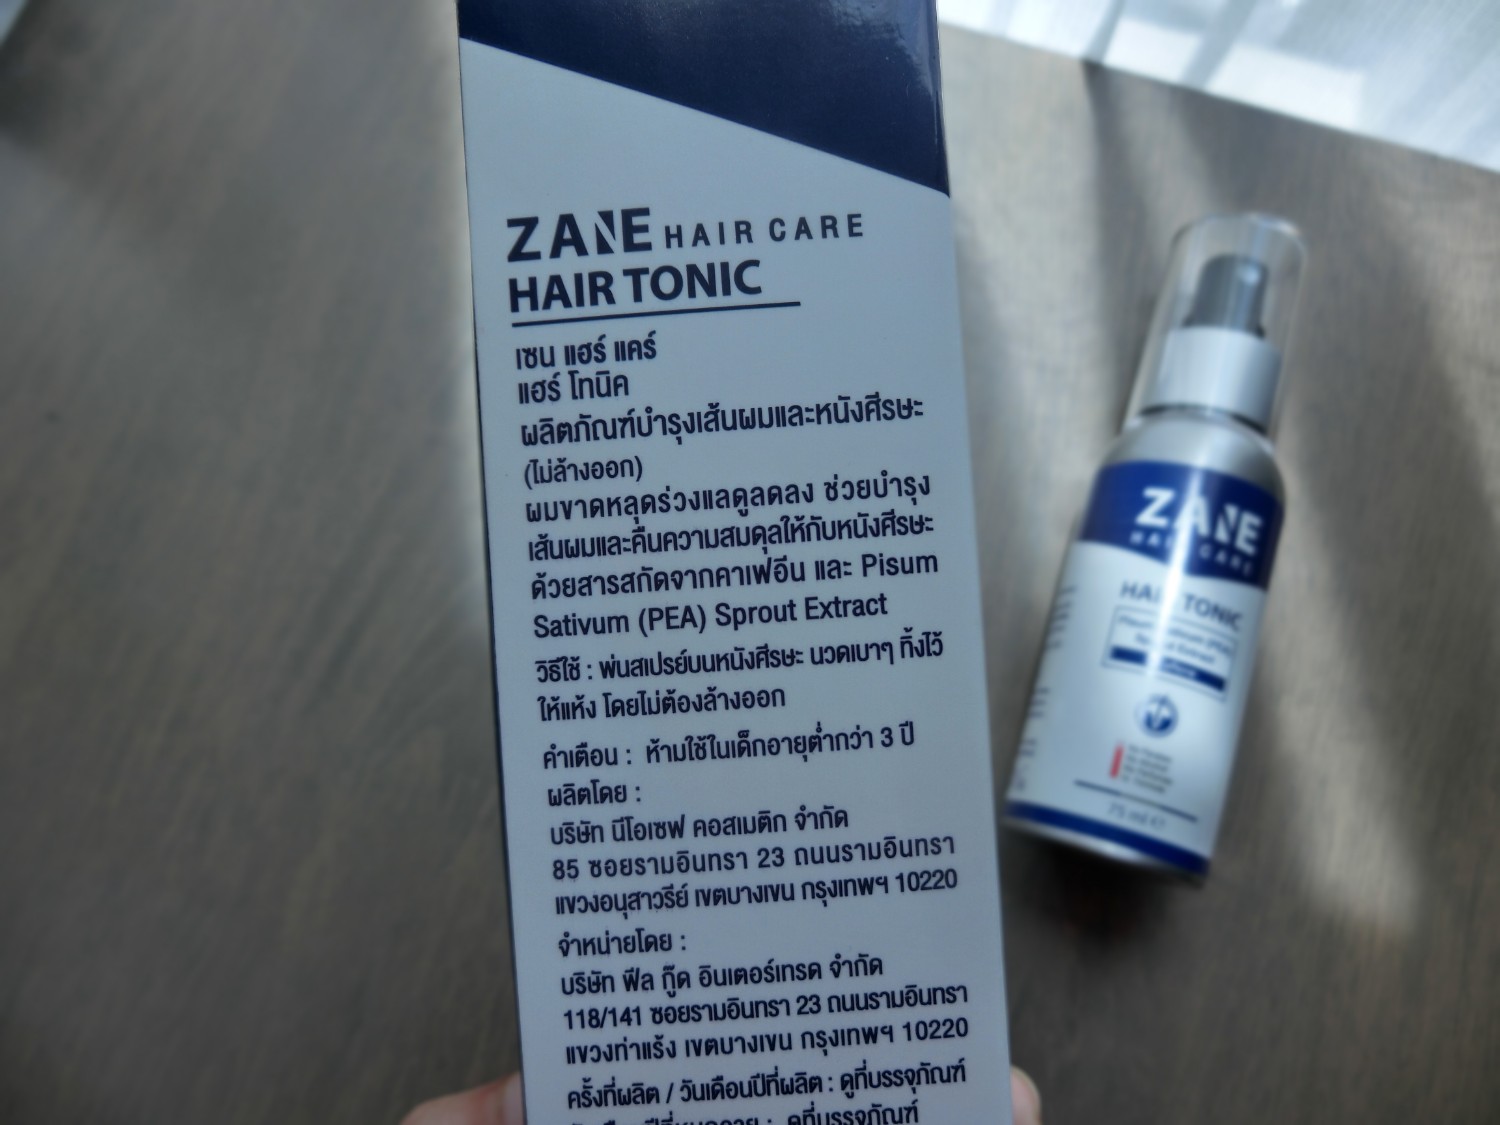 ZANE HAIR CARE
HAIR TONIC
เซน แฮร์ แคร์
แฮร์ โทนิค
ผลิตภัณฑ์บำรุงเส้นผมและหนังศีรษะ
(ไม่ล้างออก)
ผมขาดหลุดร่วงแลดูลดลง ช่วยบำรุง
เส้นผมและคืนความสมดุลให้กับหนังศีรษะ
ด้วยสารสกัดจากคาเฟอีน และ Pisum
Sativum (PEA) Sprout Extract
วิธีใช้ : พ่นสเปรย์บนหนังศีรษะ นวดเบาๆ ทิ้งไว้
ให้แห้ง โดยไม่ต้องล้างออก
คำเตือน : ห้ามใช้ในเด็กอายุต่ำกว่า 3 ปี
ผลิตโดย :
บริษัท นีโอเซฟ คอสเมติก จำกัด
85 ซอยรามอินทรา 23 ถนนรามอินทรา
แขวงอนุสาวรีย์ เขตบางเขน กรุงเทพฯ 10220
จำหน่ายโดย :
บริษัท ฟีล กู๊ด อินเตอร์เทรด จำกัด
118/141 ซอยรามอินทรา 23 ถนนรามอินทรา
แขวงท่าแร้ง เขตบางเขน กรุงเทพฯ 10220
ครั้งที่ผลิต / วันเดือนปีที่ผลิต : ดูที่บรรจุภัณฑ์
ดูที่บรรจุภัณฑ์
ZANE
HAIR CARE
HAIR TONIC
75 ml e